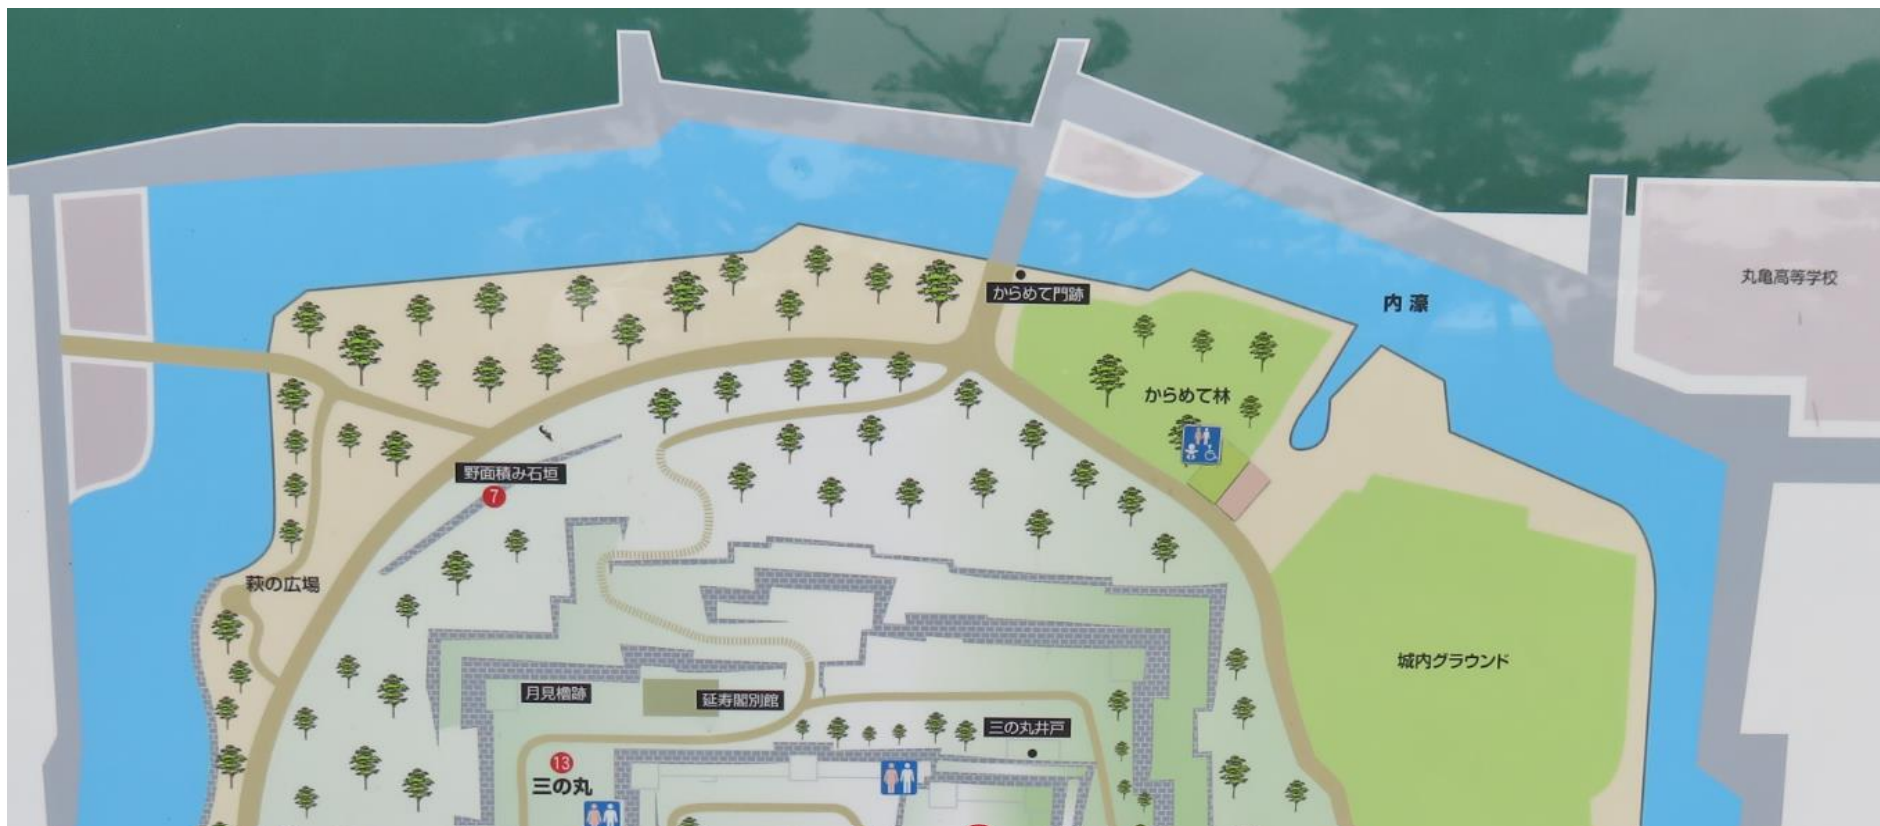 丸亀高等学校
からめて門跡
内濠
からめて林
野面積み石垣
7
萩の広場
城内グラウンド
月見櫓跡
延寿閣別館
三の丸井戸
13
三の丸